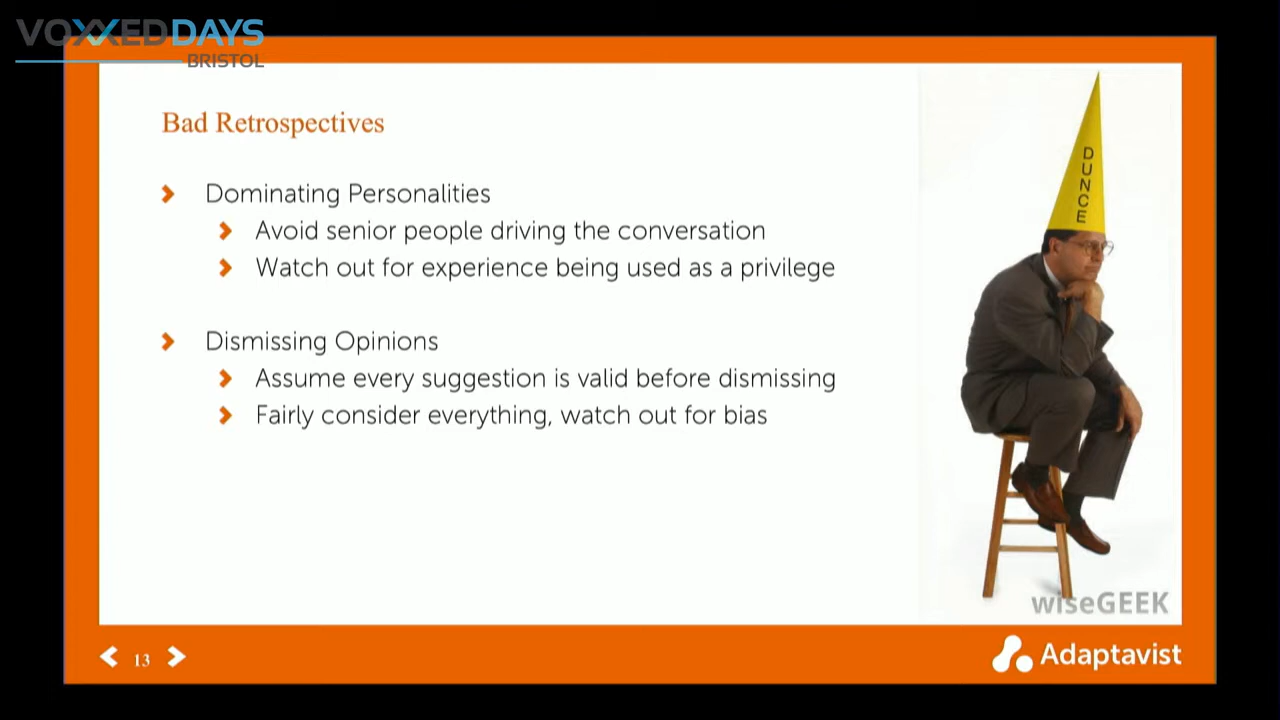 VOXXEDDAYS
BRISTOL
Bad Retrospectives
Dominating Personalities
Avoid senior people driving the conversation
Watch out for experience being used as a privilege
Dismissing Opinions
Assume every suggestion is valid before dismissing
Fairly consider everything, watch out for bias
DUNCE
wiseGEEK
13
Adaptavist